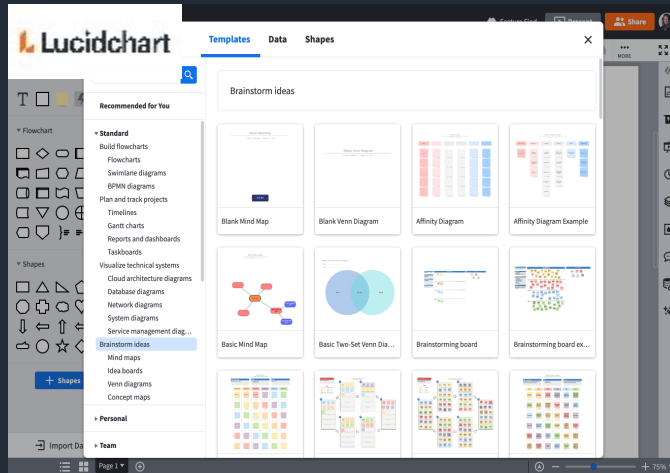 Lucidchart
Feature Find
Present
Share
MORE
Templates
Data
Shapes
Recommended for You
Standard
Build flowcharts
Flowcharts
Swimlane diagrams
BPMN diagrams
Plan and track projects
Timelines
Gantt charts
Reports and dashboards
Taskboards
Visualize technical systems
Cloud architecture diagrams
Database diagrams
Network diagrams
System diagrams
Service management diag...
Brainstorm ideas
Mind maps
Idea boards
Venn diagrams
Concept maps
Personal
Team
Brainstorm ideas
Blank Mind Map
Blank Venn Diagram
Affinity Diagram
Affinity Diagram Example
Basic Mind Map
Basic Two-Set Venn Dia...
Brainstorming board
Brainstorming board ex...
T
Flowchart
Shapes
+ Shapes
Import Da
Page 1
75%